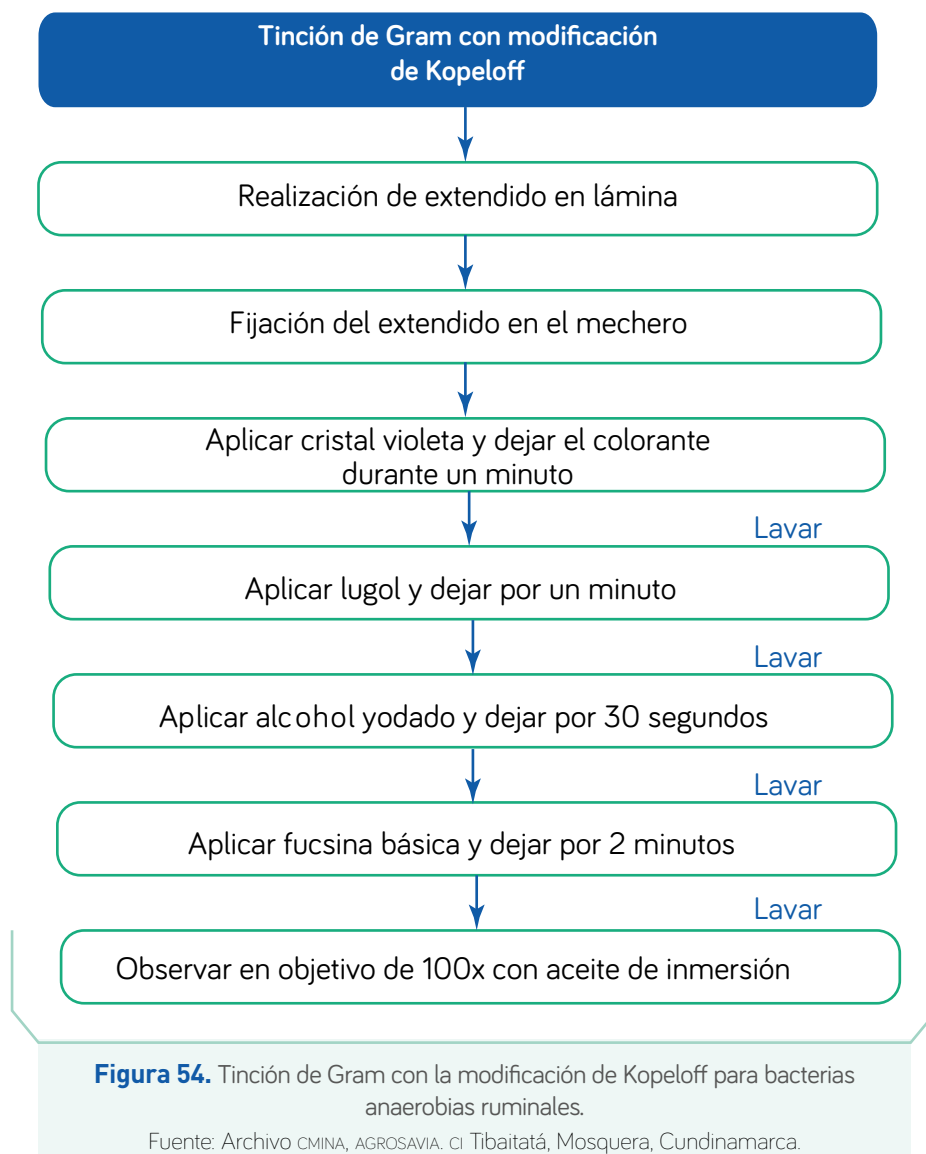 Tinción de Gram con modificación
de Kopeloff
Realización de extendido en lámina
Fijación del extendido en el mechero
Aplicar cristal violeta y dejar el colorante
durante un minuto
Lavar
Aplicar lugol y dejar por un minuto
Lavar
Aplicar alcohol yodado y dejar por 30 segundos
Lavar
Aplicar fucsina básica y dejar por 2 minutos
Lavar
Observar en objetivo de 100x con aceite de inmersión
Figura 54. Tinción de Gram con la modificación de Kopeloff para bacterias
anaerobias ruminales.
Fuente: Archivo CMINA, AGROSAVIA. CI Tibaitatá, Mosquera, Cundinamarca.